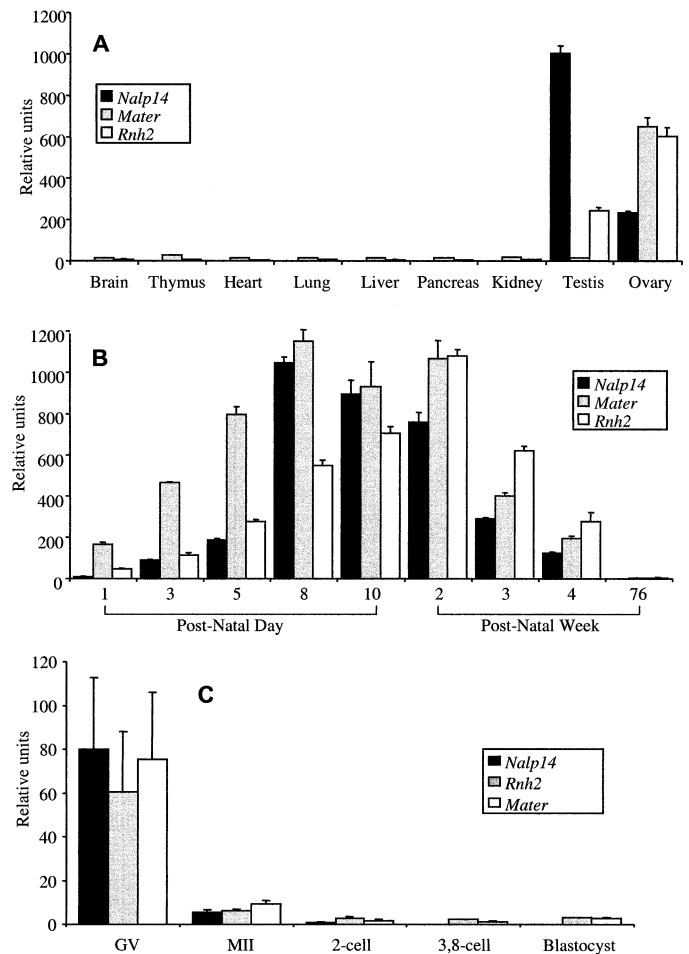 A
Relative units
1200
1000
800
600
400
200
0
Nalp14
Mater
Rnh2
Brain Thymus Heart Lung Liver Pancreas Kidney Testis Ovary
B
Relative units
1200
1000
800
600
400
200
0
Nalp14
Mater
Rnh2
1 3 5 8 10 2 3 4 76
Post-Natal Day Post-Natal Week
C
Relative units
120
100
80
60
40
20
0
Nalp14
Rnh2
Mater
GV MII 2-cell 3,8-cell Blastocyst